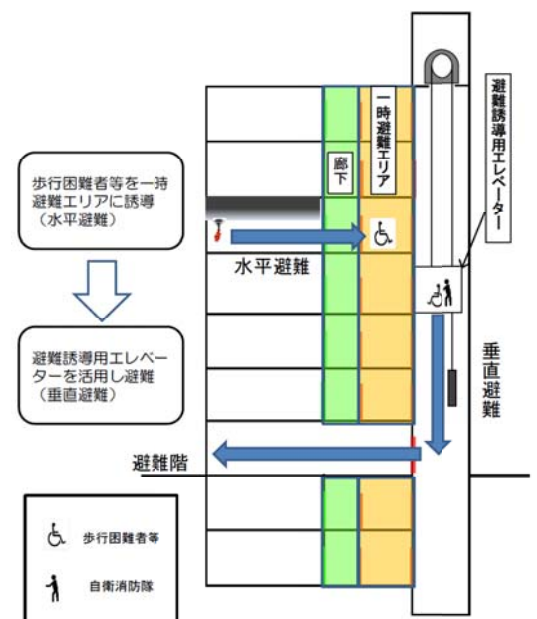 歩行困難者等を一持
避難エリアに誘導
（水平避難）
避難誘導用エレベー
ターを活用し避難
（垂直避難）
廊下
一時避難エリア
避難誘導用エレベーター
水平避難
垂直避難
避難階
歩行困難者等
自衛消防隊